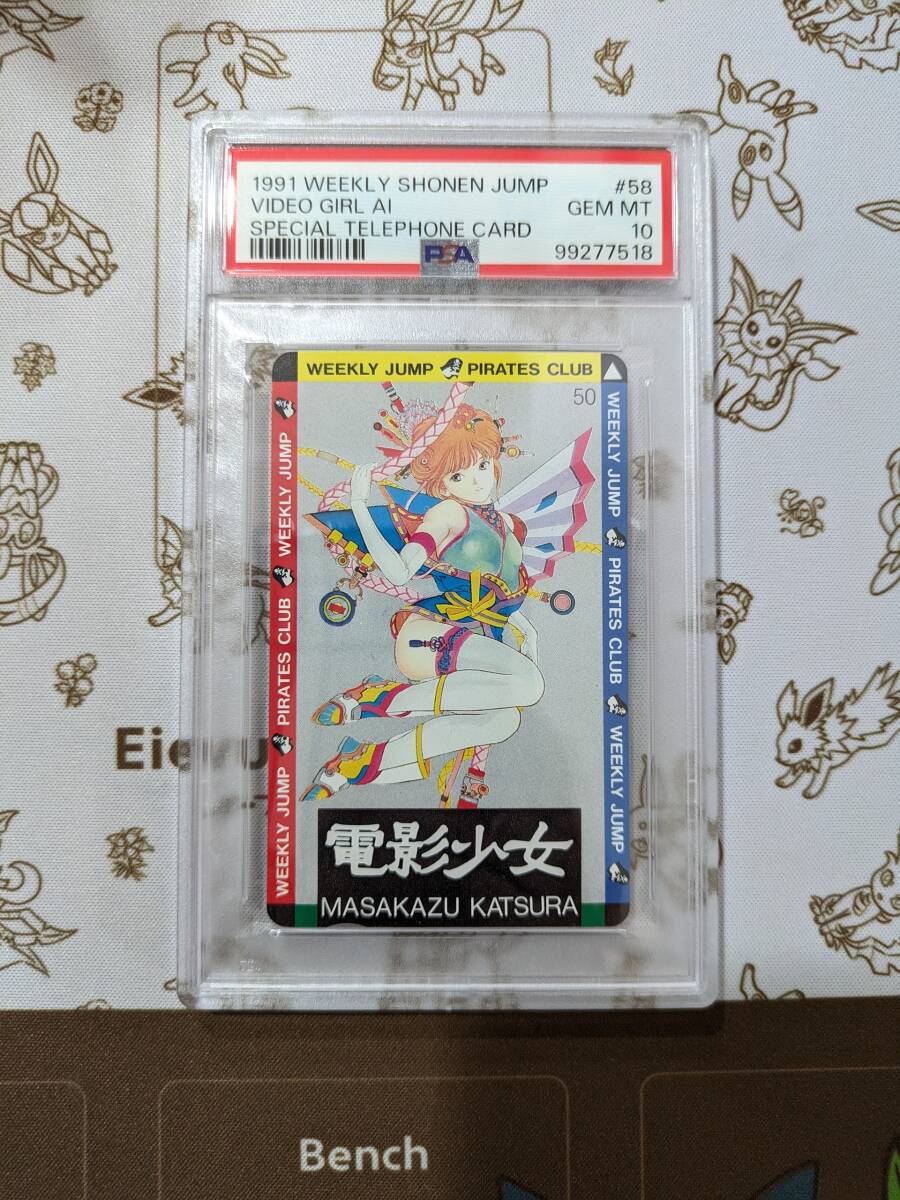 1991 WEEKLY SHONEN JUMP #58
VIDEO GIRL AI GEM MT
SPECIAL TELEPHONE CARD 10
PSA 99277518
WEEKLY JUMP PIRATES CLUB
50
WEEKLY JUMP PIRATES CLUB WEEKLY JUMP
WEEKLY JUMP PIRATES CLUB WEEKLY JUMP
電影少女
MASAKAZU KATSURA
Bench